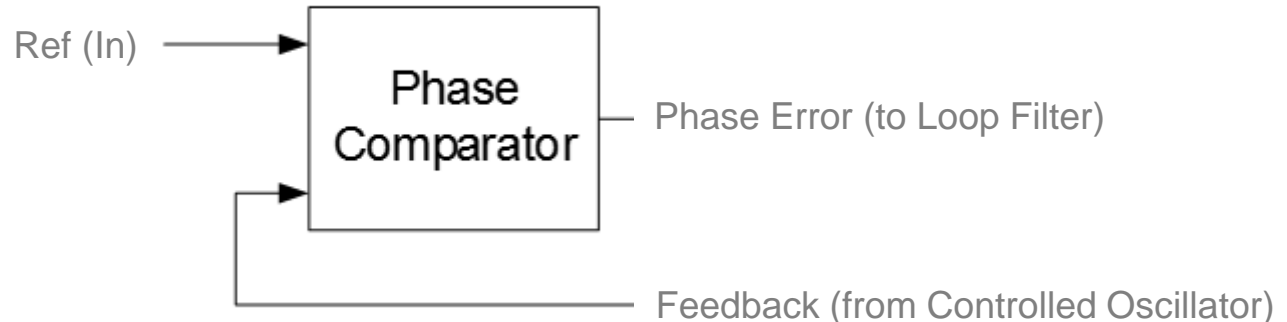 Ref (In)
Phase
Comparator
Phase Error (to Loop Filter)
Feedback (from Controlled Oscillator)